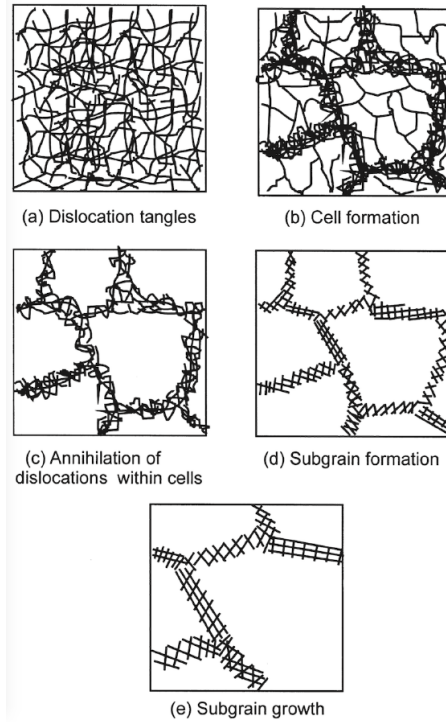 (a) Dislocation tangles
(b) Cell formation
(c) Annihilation of
dislocations within cells
(d) Subgrain formation
(e) Subgrain growth